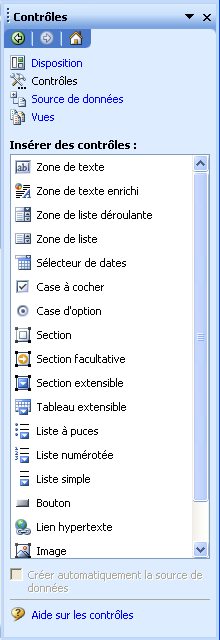 Contrôles
Disposition
Contrôles
Source de données
Vues
Insérer des contrôles :
Zone de texte
Zone de texte enrichi
Zone de liste déroulante
Zone de liste
Sélecteur de dates
Case à cocher
Case d'option
Section
Section facultative
Section extensible
Tableau extensible
Liste à puces
Liste numérotée
Liste simple
Bouton
Lien hypertexte
Image
Créer automatiquement la source de
données
Aide sur les contrôles